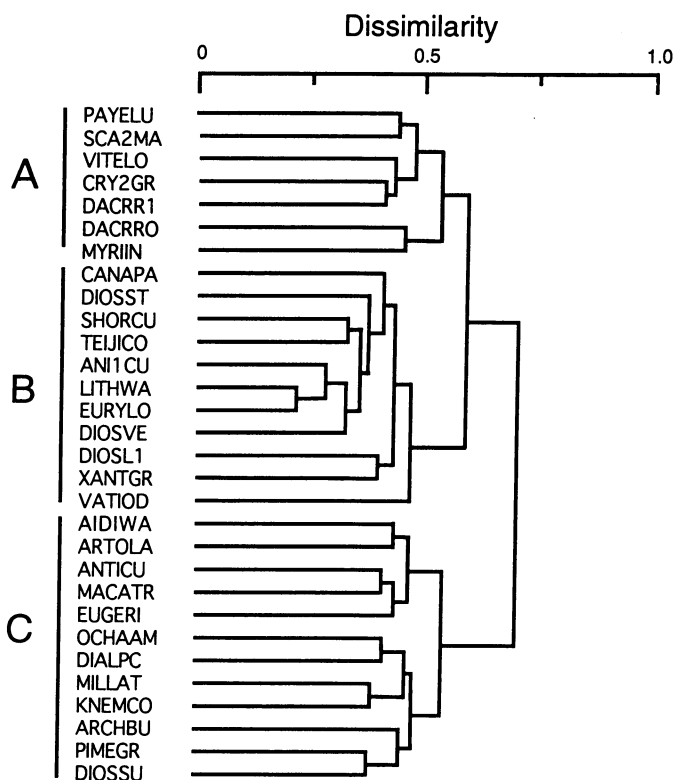 Dissimilarity
0 0.5 1.0
A
PAYELU
SCA2MA
VITELO
CRY2GR
DACRR1
DACRRO
MYRIIN
B
CANAPA
DIOSST
SHORCU
TEIJICO
ANI1CU
LITHWA
EURYLO
DIOSVE
DIOSL1
XANTGR
VATIOD
C
AIDIWA
ARTOLA
ANTICU
MACATR
EUGERI
OCHAAM
DIALPC
MILLAT
KNEMCO
ARCHBU
PIMEGR
DIOSSU